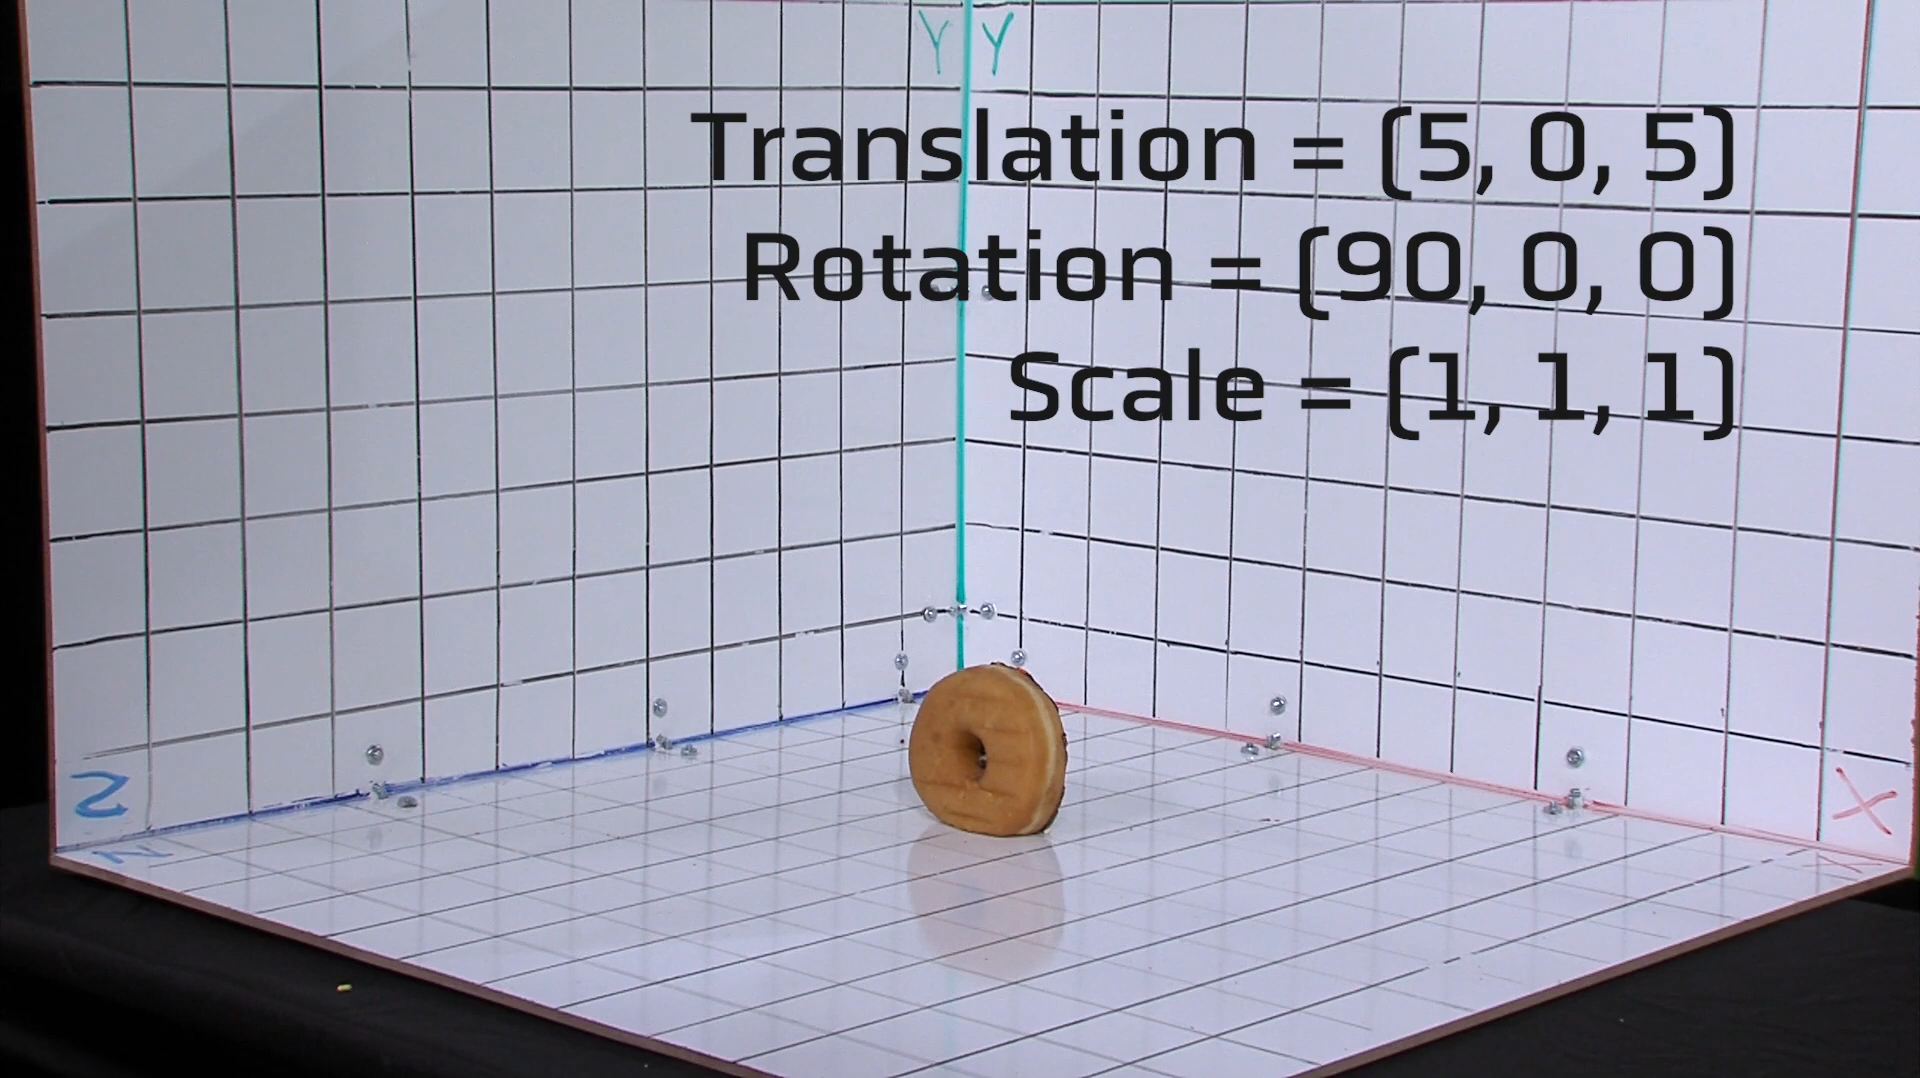 Y Y
Translation = (5, 0, 5)
Rotation = (90, 0, 0)
Scale = (1, 1, 1)
Z X
Z X